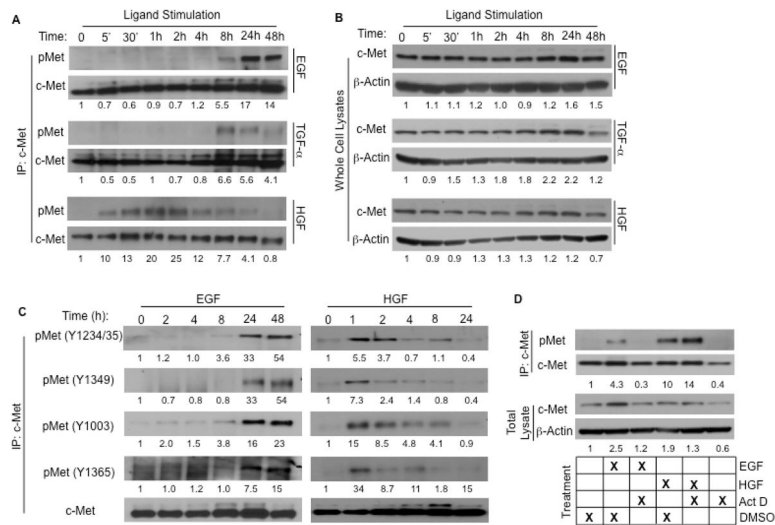 A
Ligand Stimulation
Time: 0 5' 30' 1h 2h 4h 8h 24h 48h
IP: c-Met
pMet
c-Met
EGF
1 0.7 0.6 0.9 0.7 1.2 5.5 17 14
pMet
c-Met
TGF-α
1 0.5 0.5 1 0.7 0.8 6.6 5.6 4.1
pMet
c-Met
HGF
1 10 13 20 25 12 7.7 4.1 0.8
B
Ligand Stimulation
Time: 0 5' 30' 1h 2h 4h 8h 24h 48h
Whole Cell Lysates
c-Met
β-Actin
EGF
1 1.1 1.1 1.2 1.0 0.9 1.2 1.6 1.5
c-Met
β-Actin
TGF-α
1 0.9 1.5 1.3 1.8 1.8 2.2 2.2 1.2
c-Met
β-Actin
HGF
1 0.9 0.9 1.3 1.3 1.2 1.2 1.2 0.7
C
EGF HGF
Time (h): 0 2 4 8 24 48 0 1 2 4 8 24
IP: c-Met
pMet (Y1234/35)
1 1.2 1.0 3.6 33 54 1 5.5 3.7 0.7 1.1 0.4
pMet (Y1349)
1 0.7 0.8 0.8 33 54 1 7.3 2.4 1.4 0.8 0.4
pMet (Y1003)
1 2.0 1.5 3.8 16 23 1 15 8.5 4.8 4.1 0.9
pMet (Y1365)
1 1.0 1.2 1.0 7.5 15 1 34 8.7 11 1.8 15
c-Met
D
IP: c-Met
pMet
c-Met
1 4.3 0.3 10 14 0.4
Total Lysate
c-Met
β-Actin
1 2.5 1.2 1.9 1.3 0.6
Treatment
X X EGF
X X HGF
X X X Act D
X X X DMSO